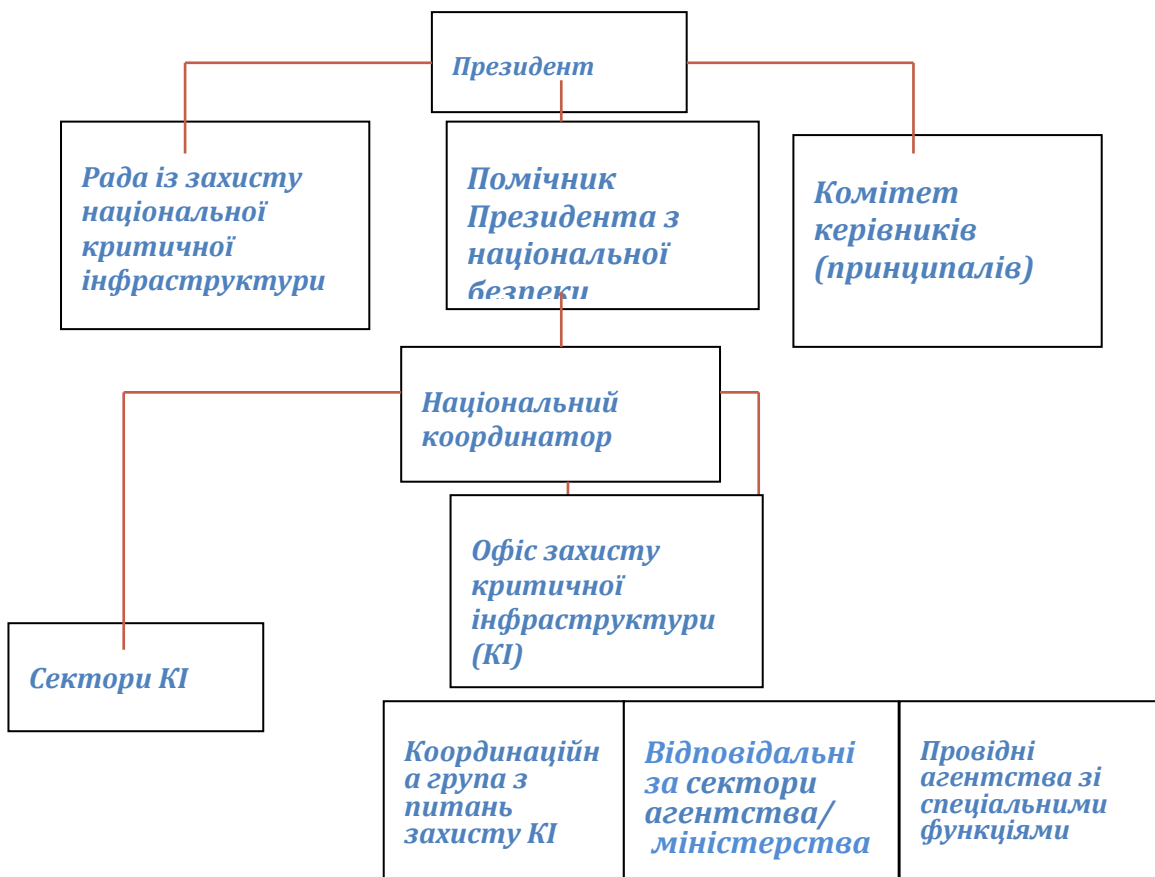 Президент
Рада із захисту
національної
критичної
інфраструктури
Помічник
Президента з
національної
безпеки
Комітет
керівників
(принципалів)
Національний
координатор
Офіс захисту
критичної
інфраструктури
(КІ)
Сектори КІ
Координаційн
а група з
питань
захисту КІ
Відповідальні
за сектори
агентства/
міністерства
Провідні
агентства зі
спеціальними
функціями